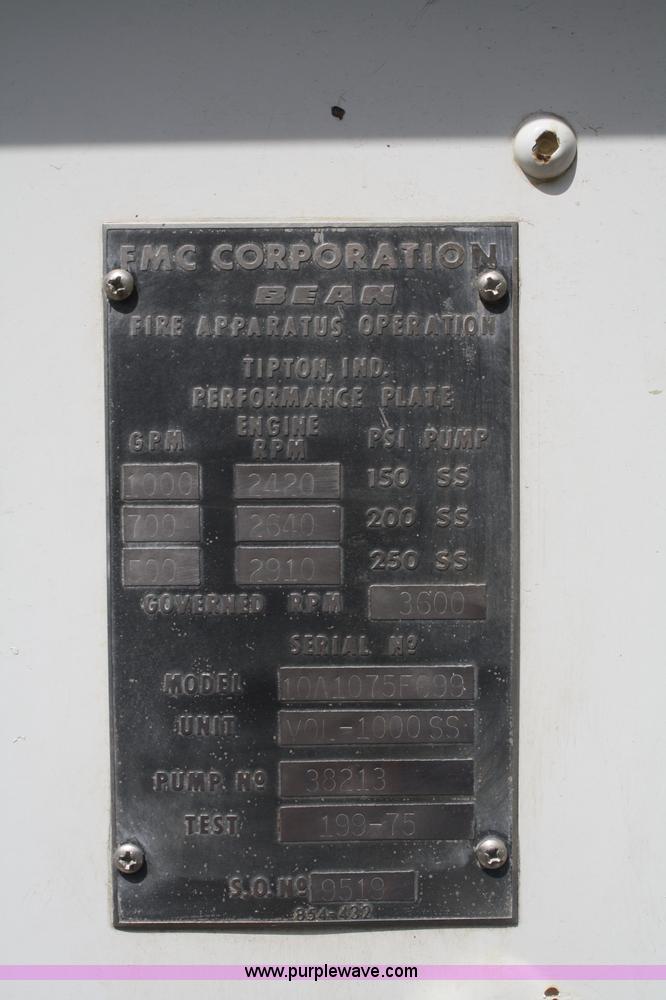 FMC CORPORATION
BEAN
FIRE APPARATUS OPERATION
TIPTON, IND.
PERFORMANCE PLATE
GPM ENGINE RPM PSI PUMP
1000 2420 150 SS
700 2640 200 SS
500 2910 250 SS
GOVERNED RPM 3600
SERIAL Nº
MODEL 10A1075F099
UNIT VOL-1000 SS
PUMP Nº 38213
TEST 199-75
S.O. Nº 9519
854-432
www.purplewave.com